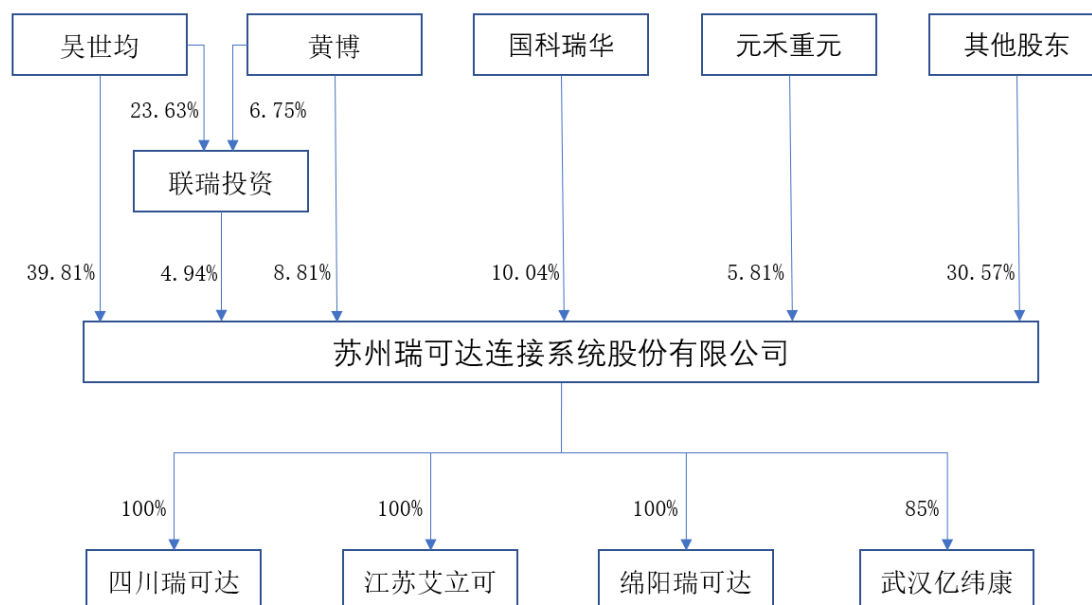 吴世均
黄博
国科瑞华
元禾重元
其他股东
23.63%
6.75%
联瑞投资
39.81%
4.94%
8.81%
10.04%
5.81%
30.57%
苏州瑞可达连接系统股份有限公司
100%
100%
100%
85%
四川瑞可达
江苏艾立可
绵阳瑞可达
武汉亿纬康